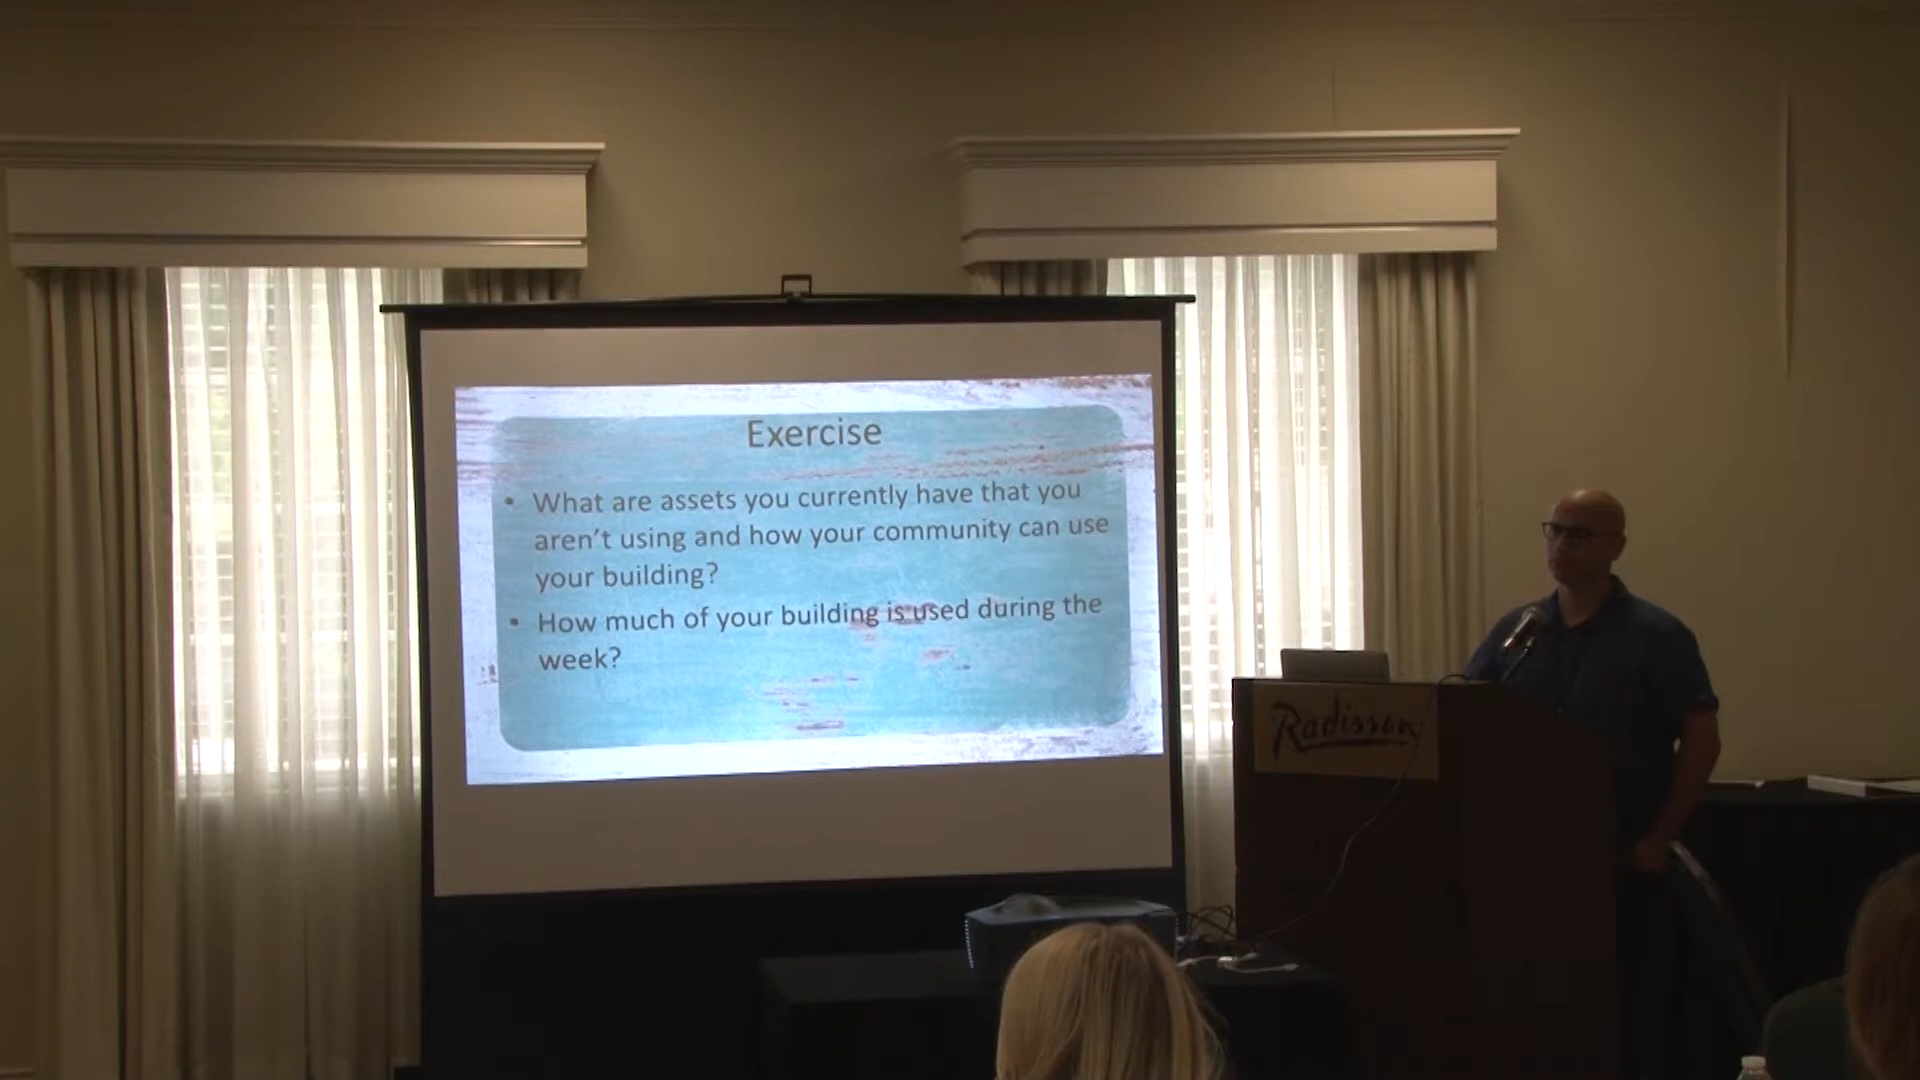 Exercise
• What are assets you currently have that you
aren't using and how your community can use
your building?
• How much of your building is used during the
week?
Radisson